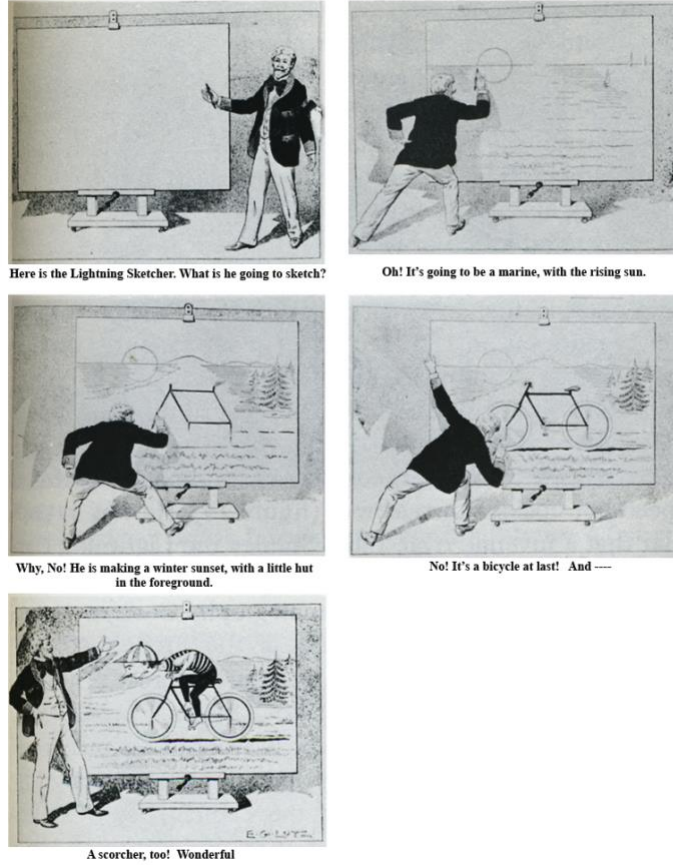 Here is the Lightning Sketcher. What is he going to sketch?
Oh! It's going to be a marine, with the rising sun.
Why, No! He is making a winter sunset, with a little hut
in the foreground.
No! It's a bicycle at last! And ----
E.G. LUTZ
A scorcher, too! Wonderful